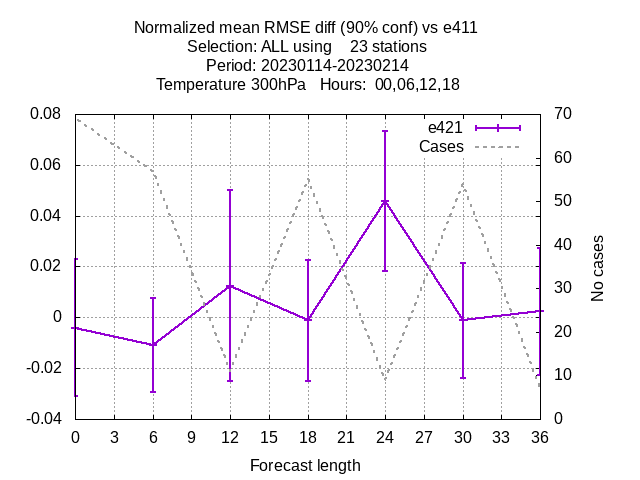 Normalized mean RMSE diff (90% conf) vs e411
Selection: ALL using    23 stations
Period: 20230114-20230214
Temperature 300hPa   Hours:  00,06,12,18
0.08
0.06
0.04
0.02
0
-0.02
-0.04
e421
Cases
70
60
50
40
30
20
10
0
No cases
0 3 6 9 12 15 18 21 24 27 30 33 36
Forecast length